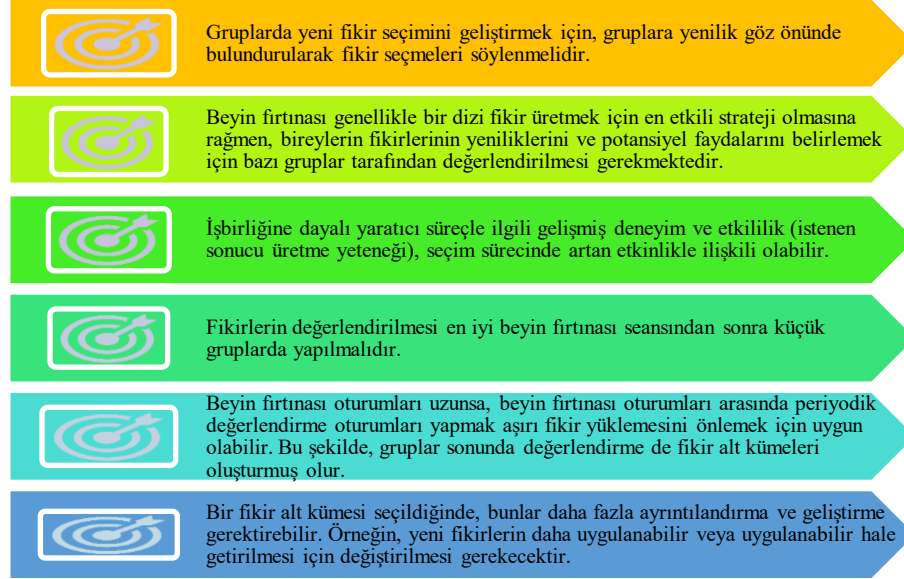 Gruplarda yeni fikir seçimini geliştirmek için, gruplara yenilik göz önünde
bulundurularak fikir seçmeleri söylenmelidir.
Beyin fırtınası genellikle bir dizi fikir üretmek için en etkili strateji olmasına
rağmen, bireylerin fikirlerinin yeniliklerini ve potansiyel faydalarını belirlemek
için bazı gruplar tarafından değerlendirilmesi gerekmektedir.
İşbirliğine dayalı yaratıcı süreçle ilgili gelişmiş deneyim ve etkililik (istenen
sonucu üretme yeteneği), seçim sürecinde artan etkinlikle ilişkili olabilir.
Fikirlerin değerlendirilmesi en iyi beyin fırtınası seansından sonra küçük
gruplarda yapılmalıdır.
Beyin fırtınası oturumları uzunsa, beyin fırtınası oturumları arasında periyodik
değerlendirme oturumları yapmak aşırı fikir yüklemesini önlemek için uygun
olabilir. Bu şekilde, gruplar sonunda değerlendirme de fikir alt kümeleri
oluşturmuş olur.
Bir fikir alt kümesi seçildiğinde, bunlar daha fazla ayrıntılandırma ve geliştirme
gerektirebilir. Örneğin, yeni fikirlerin daha uygulanabilir veya uygulanabilir hale
getirilmesi için değiştirilmesi gerekecektir.